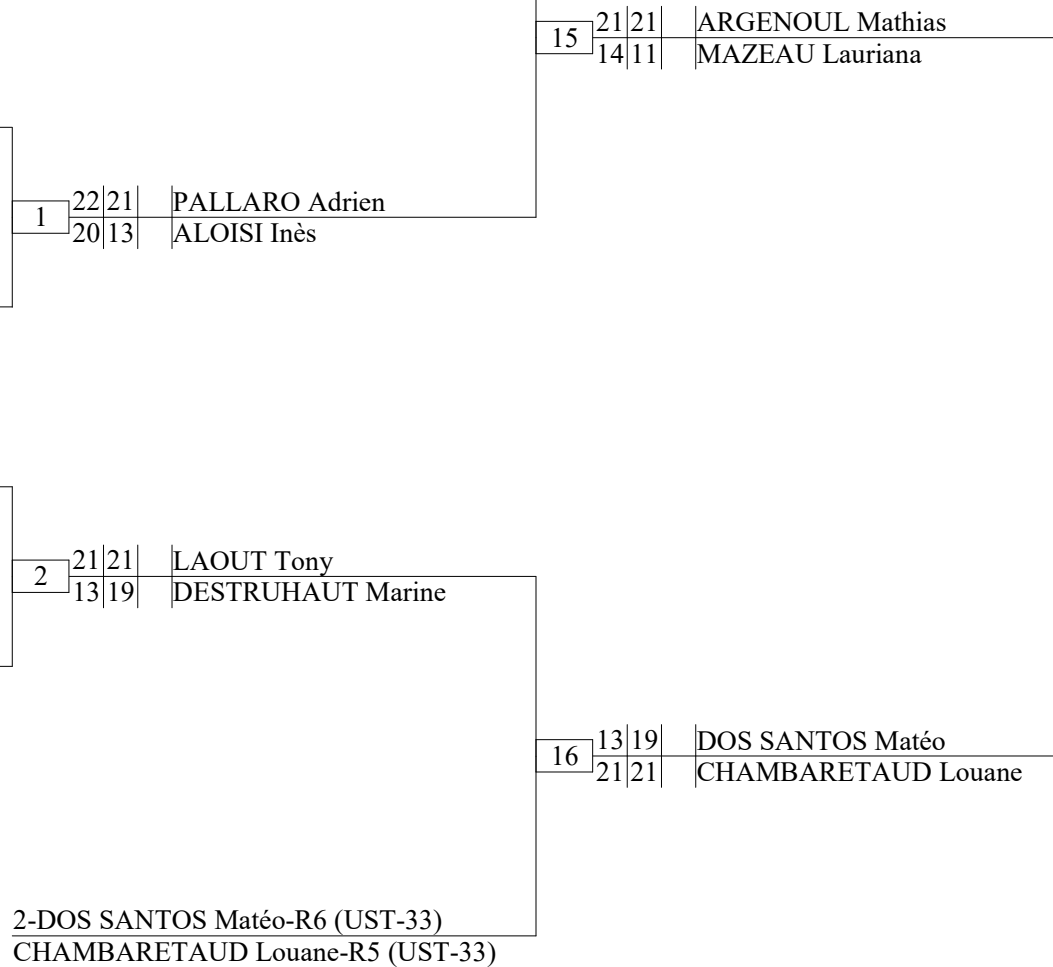 15 21 21 ARGENOUL Mathias
14 11 MAZEAU Lauriana
1 22 21 PALLARO Adrien
20 13 ALOISI Inès
2 21 21 LAOUT Tony
13 19 DESTRUHAUT Marine
16 13 19 DOS SANTOS Matéo
21 21 CHAMBARETAUD Louane
2-DOS SANTOS Matéo-R6 (UST-33)
CHAMBARETAUD Louane-R5 (UST-33)